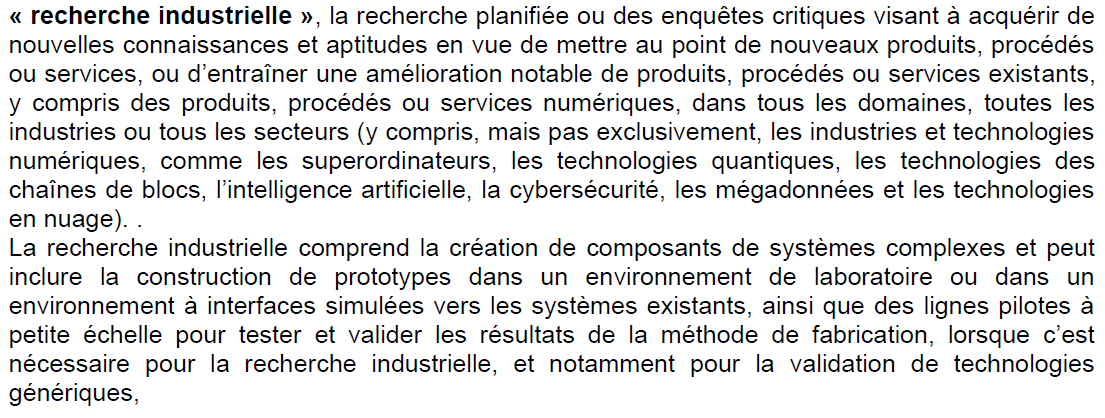 « recherche industrielle », la recherche planifiée ou des enquêtes critiques visant à acquérir de
nouvelles connaissances et aptitudes en vue de mettre au point de nouveaux produits, procédés
ou services, ou d’entraîner une amélioration notable de produits, procédés ou services existants,
y compris des produits, procédés ou services numériques, dans tous les domaines, toutes les
industries ou tous les secteurs (y compris, mais pas exclusivement, les industries et technologies
numériques, comme les superordinateurs, les technologies quantiques, les technologies des
chaînes de blocs, l’intelligence artificielle, la cybersécurité, les mégadonnées et les technologies
en nuage). .
La recherche industrielle comprend la création de composants de systèmes complexes et peut
inclure la construction de prototypes dans un environnement de laboratoire ou dans un
environnement à interfaces simulées vers les systèmes existants, ainsi que des lignes pilotes à
petite échelle pour tester et valider les résultats de la méthode de fabrication, lorsque c’est
nécessaire pour la recherche industrielle, et notamment pour la validation de technologies
génériques,